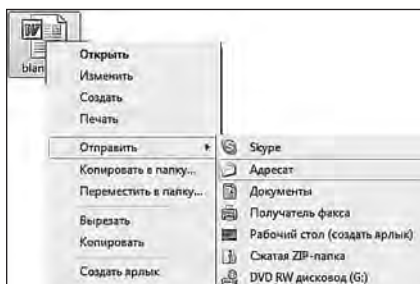 blan
Открыть
Изменить
Создать
Печать
Отправить
Копировать в папку...
Переместить в папку...
Вырезать
Копировать
Создать ярлык
Skype
Адресат
Документы
Получатель факса
Рабочий стол (создать ярлык)
Сжатая ZIP-папка
DVD RW дисковод (G:)